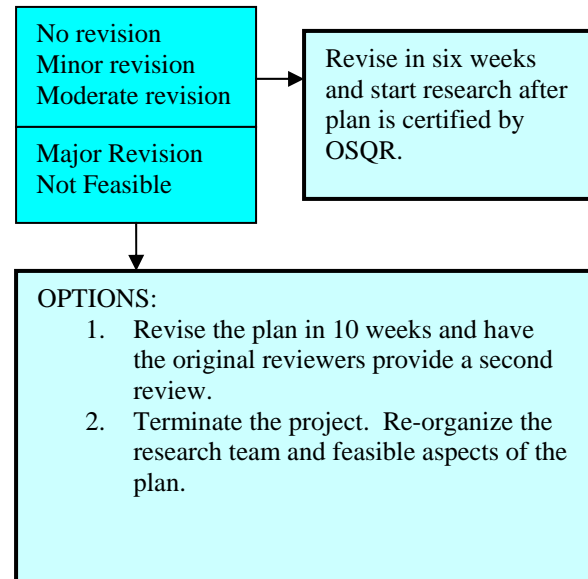 No revision
Minor revision
Moderate revision
Major Revision
Not Feasible
Revise in six weeks
and start research after
plan is certified by
OSQR.
OPTIONS:
1. Revise the plan in 10 weeks and have
the original reviewers provide a second
review.
2. Terminate the project. Re-organize the
research team and feasible aspects of the
plan.